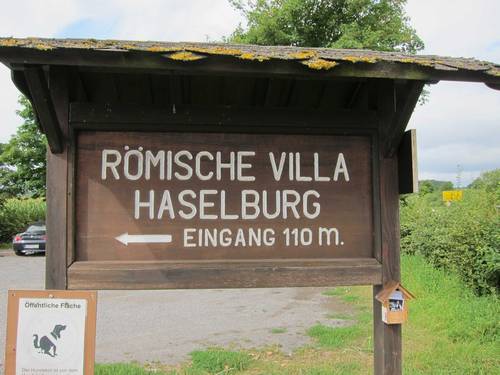 RÖMISCHE VILLA
HASELBURG
EINGANG 110 m.
Öffentliche Fläche